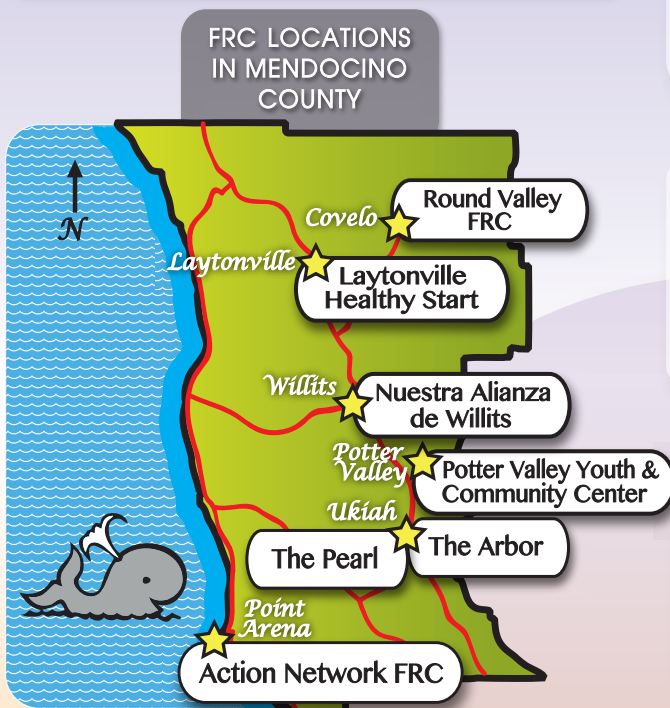 FRC LOCATIONS
IN MENDOCINO
COUNTY
N
Covelo
Round Valley
FRC
Laytonville
Laytonville
Healthy Start
Willits
Nuestra Alianza
de Willits
Potter
Valley
Potter Valley Youth &
Community Center
Ukiah
The Pearl
The Arbor
Point
Arena
Action Network FRC